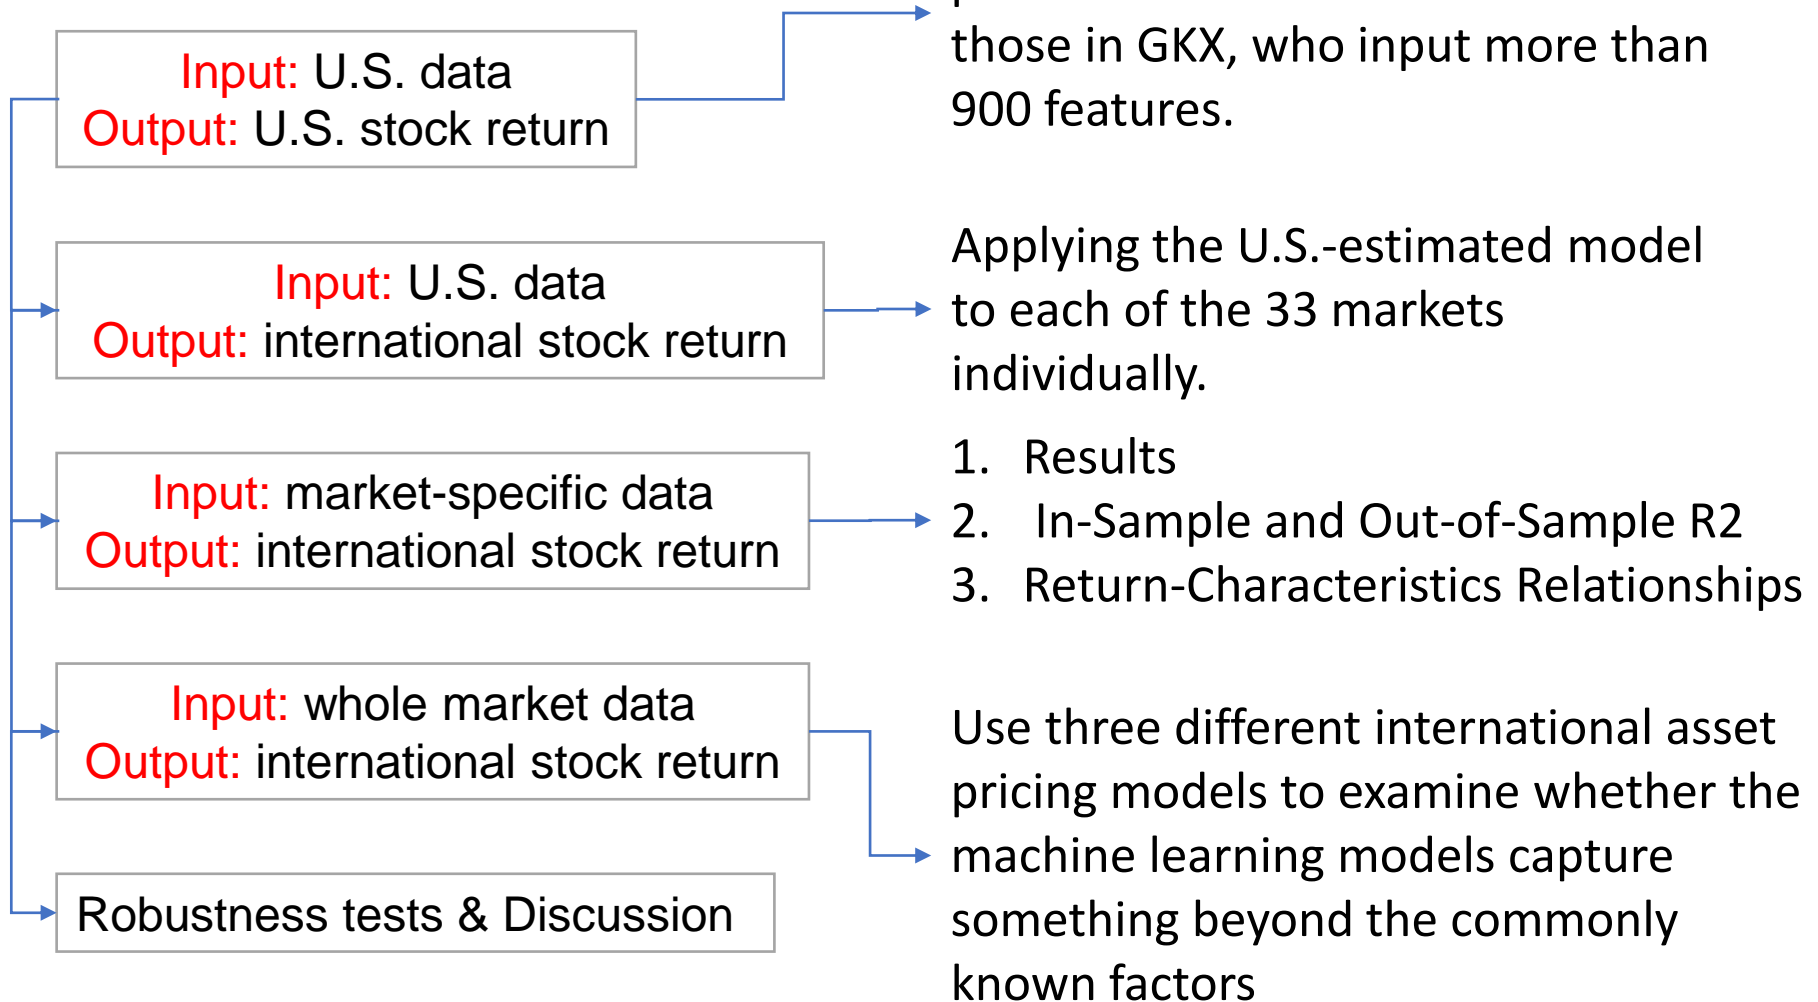 Input: U.S. data
Output: U.S. stock return
those in GKX, who input more than
900 features.
Input: U.S. data
Output: international stock return
Applying the U.S.-estimated model
to each of the 33 markets
individually.
Input: market-specific data
Output: international stock return
1. Results
2. In-Sample and Out-of-Sample R2
3. Return-Characteristics Relationships
Input: whole market data
Output: international stock return
Use three different international asset
pricing models to examine whether the
machine learning models capture
something beyond the commonly
known factors
Robustness tests & Discussion